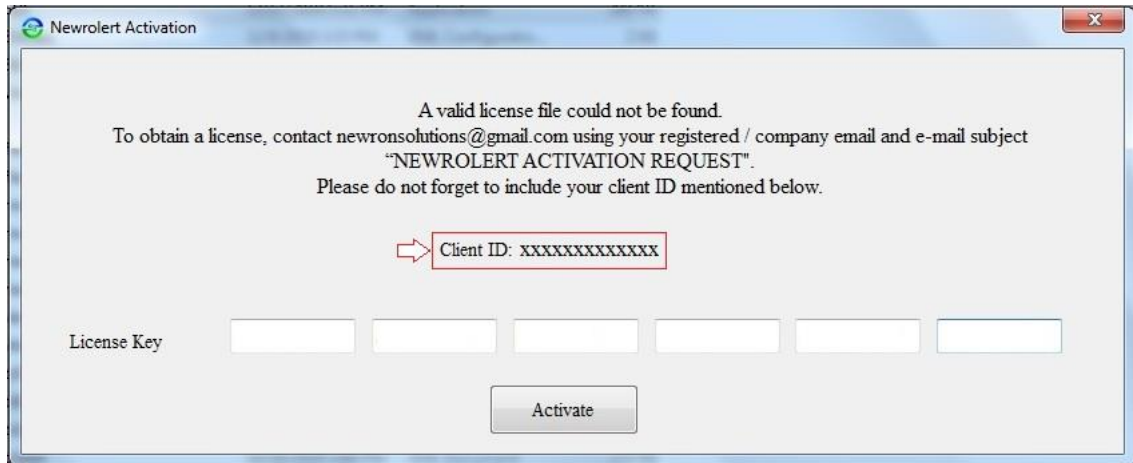 Newrolert Activation
A valid license file could not be found.
To obtain a license, contact newronsolutions@gmail.com using your registered / company email and e-mail subject
“NEWROLERT ACTIVATION REQUEST".
Please do not forget to include your client ID mentioned below.
Client ID: XXXXXXXXXXXXX
License Key
Activate